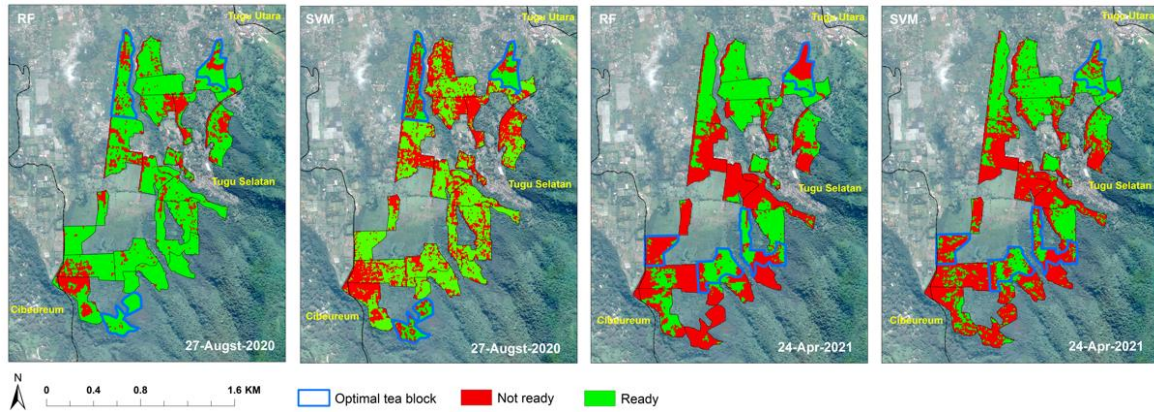 RF
Tugu Utara
Tugu Selatan
Cibeureum
27-Augst-2020
SVM
Tugu Utara
Tugu Selatan
Cibeureum
27-Augst-2020
RF
Tugu Utara
Tugu Selatan
Cibeureum
24-Apr-2021
SVM
Tugu Utara
Tugu Selatan
Cibeureum
24-Apr-2021
N
0 0.4 0.8 1.6 KM
Optimal tea block Not ready Ready